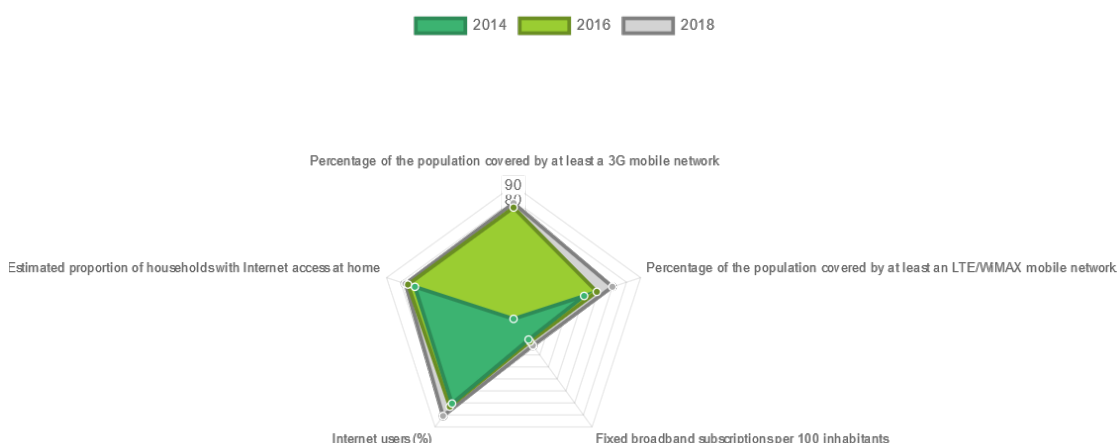 2014 2016 2018
Percentage of the population covered by at least a 3G mobile network
90
80
Estimated proportion of households with Internet access at home
Percentage of the population covered by at least an LTE/WiMAX mobile network
Internet users (%)
Fixed broadband subscriptions per 100 inhabitants